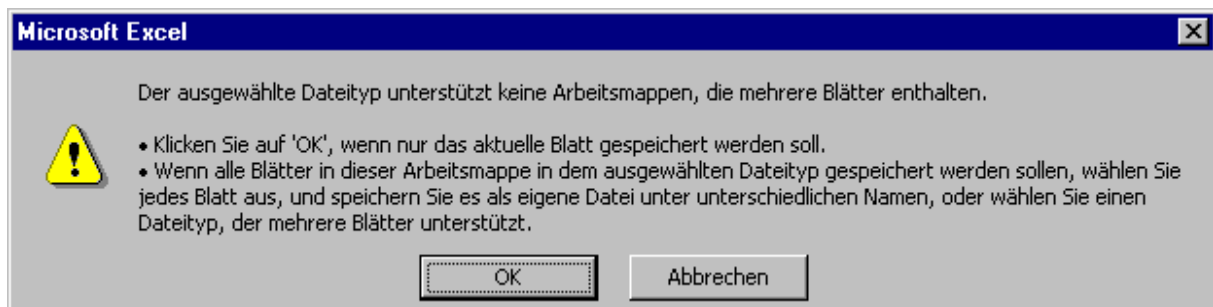 Microsoft Excel
Der ausgewählte Dateityp unterstützt keine Arbeitsmappen, die mehrere Blätter enthalten.
• Klicken Sie auf 'OK', wenn nur das aktuelle Blatt gespeichert werden soll.
• Wenn alle Blätter in dieser Arbeitsmappe in dem ausgewählten Dateityp gespeichert werden sollen, wählen Sie
jedes Blatt aus, und speichern Sie es als eigene Datei unter unterschiedlichen Namen, oder wählen Sie einen
Dateityp, der mehrere Blätter unterstützt.
OK Abbrechen